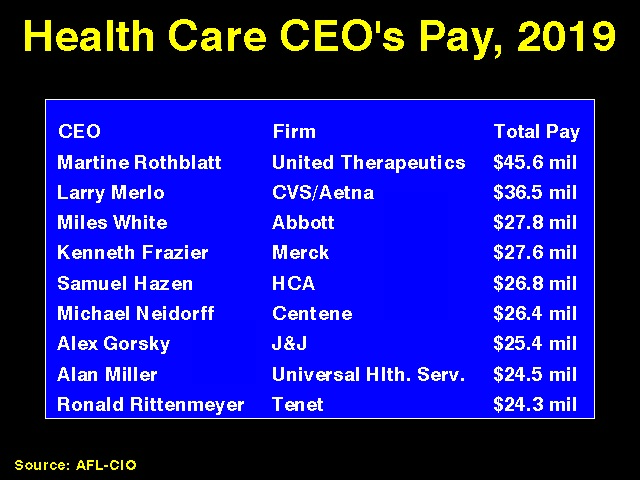 Health Care CEO's Pay, 2019
CEO Firm Total Pay
Martine Rothblatt United Therapeutics $45.6 mil
Larry Merlo CVS/Aetna $36.5 mil
Miles White Abbott $27.8 mil
Kenneth Frazier Merck $27.6 mil
Samuel Hazen HCA $26.8 mil
Michael Neidorff Centene $26.4 mil
Alex Gorsky J&J $25.4 mil
Alan Miller Universal Hlth. Serv. $24.5 mil
Ronald Rittenmeyer Tenet $24.3 mil
Source: AFL-CIO